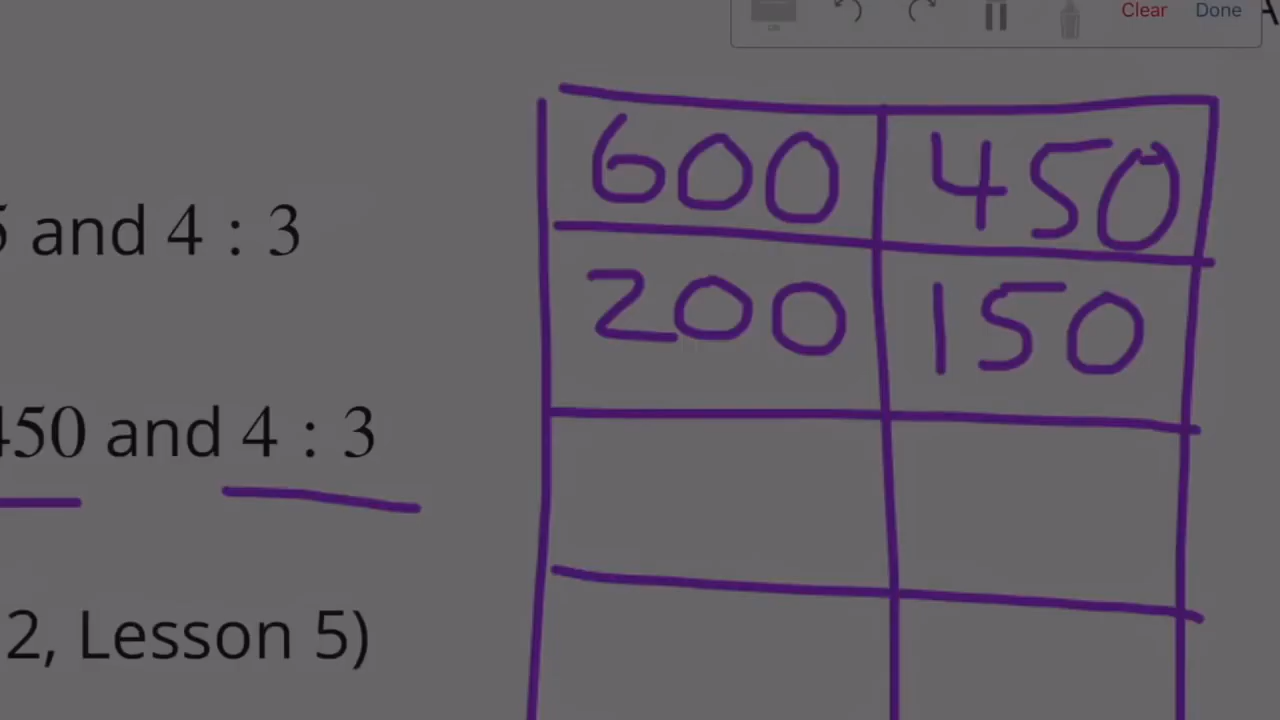 Clear Done
5 and 4 : 3
450 and 4 : 3
2, Lesson 5)
600 450
200 150